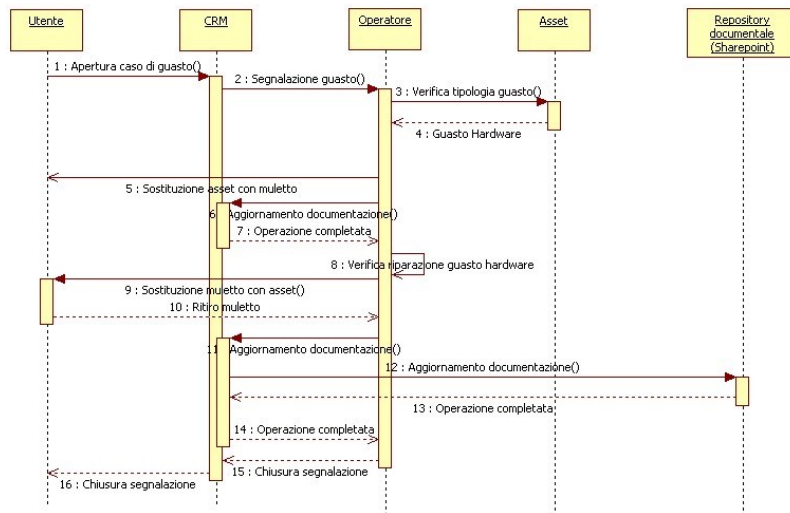 Utente
CRM
Operatore
Asset
Repository
documentale
(Sharepoint)
1 : Apertura caso di guasto()
2 : Segnalazione guasto()
3 : Verifica tipologia guasto()
4 : Guasto Hardware
5 : Sostituzione asset con muletto
6 : Aggiornamento documentazione()
7 : Operazione completata
8 : Verifica riparazione guasto hardware
9 : Sostituzione muletto con asset()
10 : Ritiro muletto
11 : Aggiornamento documentazione()
12 : Aggiornamento documentazione()
13 : Operazione completata
14 : Operazione completata
15 : Chiusura segnalazione
16 : Chiusura segnalazione